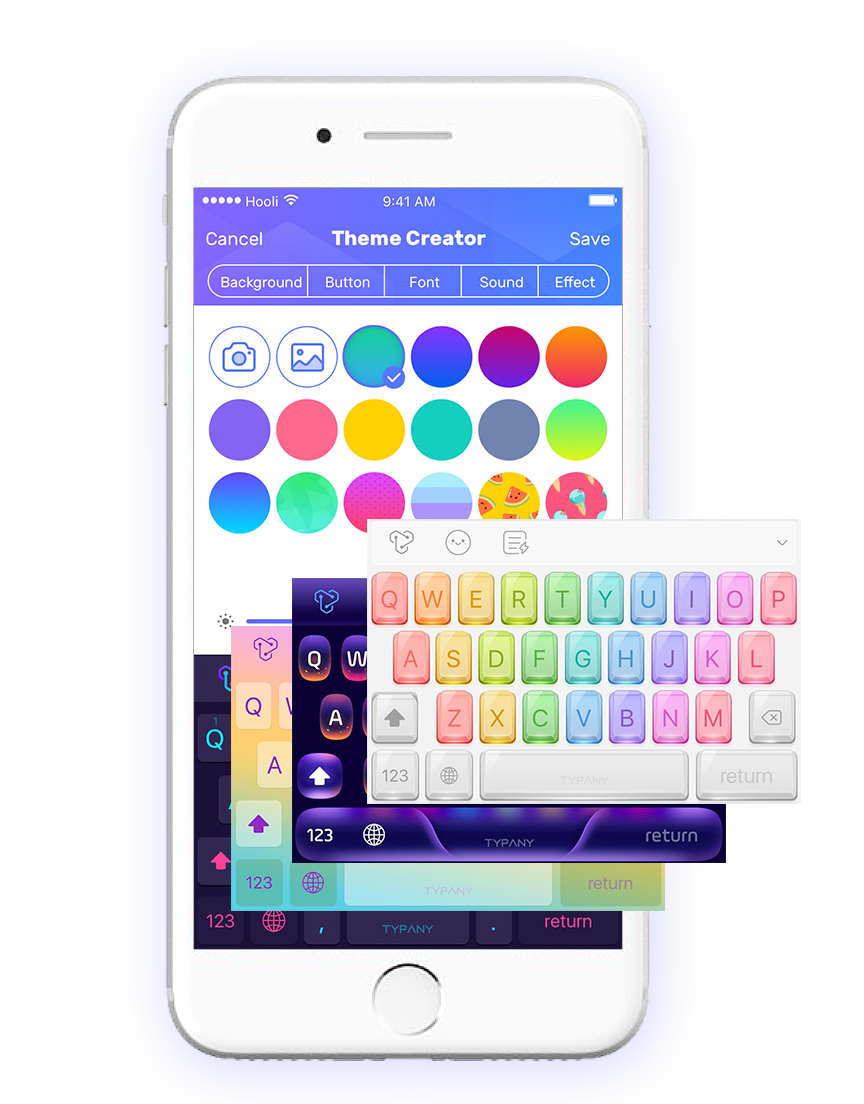 Hooli 9:41 AM
Cancel Theme Creator Save
Background Button Font Sound Effect
Q W E R T Y U I O P
A S D F G H J K L
Z X C V B N M
123 TYPANY return
Q W
A
123 TYPANY return
Q
A
123 TYPANY return
1
Q
123 , TYPANY . return